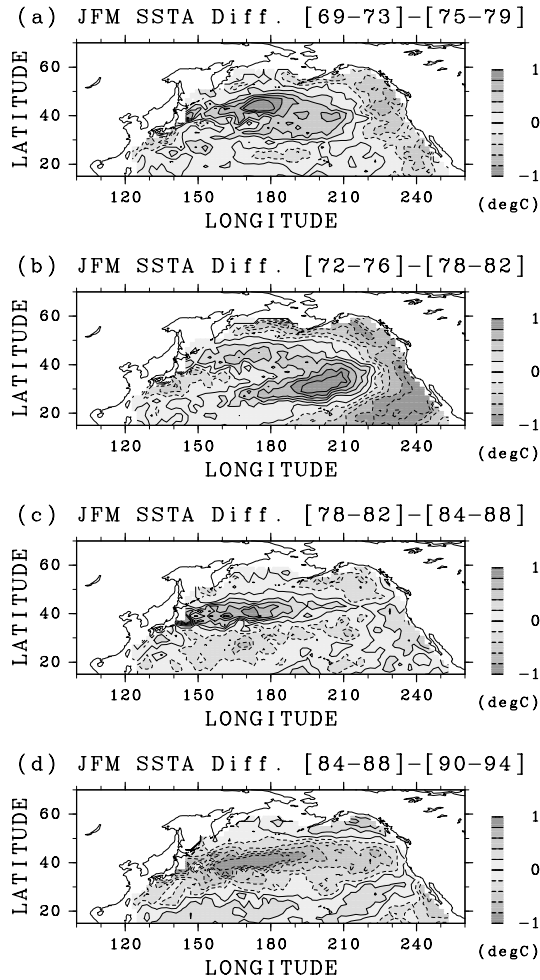 (a) JFM SSTA Diff. [69-73]-[75-79]
LATITUDE
60
40
20
120 150 180 210 240
LONGITUDE
1
0
-1
(degC)
(b) JFM SSTA Diff. [72-76]-[78-82]
LATITUDE
60
40
20
120 150 180 210 240
LONGITUDE
1
0
-1
(degC)
(c) JFM SSTA Diff. [78-82]-[84-88]
LATITUDE
60
40
20
120 150 180 210 240
LONGITUDE
1
0
-1
(degC)
(d) JFM SSTA Diff. [84-88]-[90-94]
LATITUDE
60
40
20
120 150 180 210 240
LONGITUDE
1
0
-1
(degC)